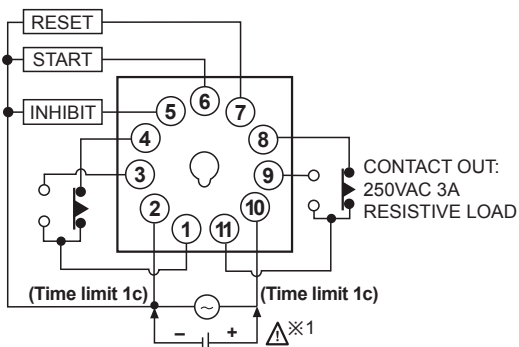 RESET
START
INHIBIT
6
5
7
4
8
3
9
2
10
1
11
CONTACT OUT:
250VAC 3A
RESISTIVE LOAD
(Time limit 1c)
(Time limit 1c)
− +
※1